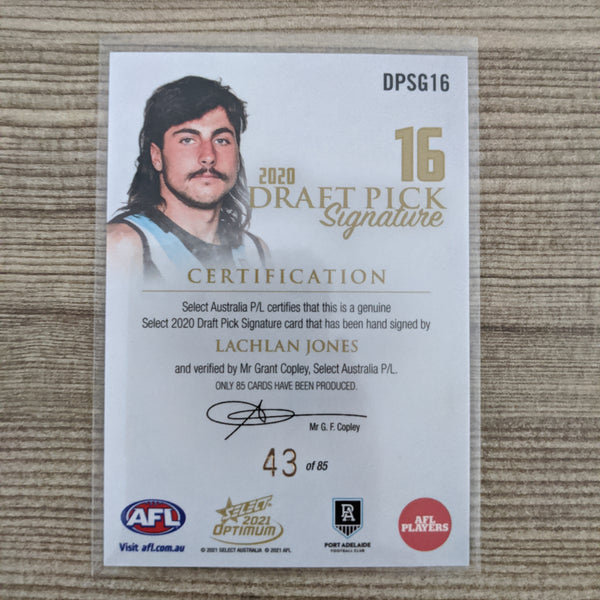 DPSG16
16
2020
DRAFT PICK
Signature
CERTIFICATION
Select Australia P/L certifies that this is a genuine
Select 2020 Draft Pick Signature card that has been hand signed by
LACHLAN JONES
and verified by Mr Grant Copley, Select Australia P/L.
ONLY 85 CARDS HAVE BEEN PRODUCED.
Mr G. F. Copley
43 of 85
AFL
Visit afl.com.au
SELECT
2021
OPTIMUM
© 2021 SELECT AUSTRALIA © 2021 AFL
PA
PORT ADELAIDE
FOOTBALL CLUB
AFL
PLAYERS